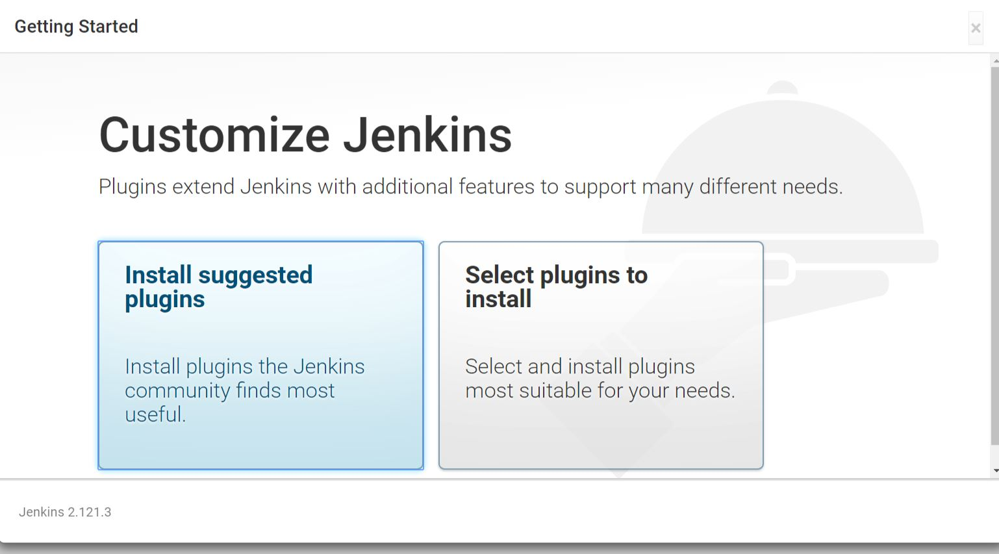 Getting Started
×
Customize Jenkins
Plugins extend Jenkins with additional features to support many different needs.
Install suggested
plugins
Install plugins the Jenkins
community finds most
useful.
Select plugins to
install
Select and install plugins
most suitable for your needs.
Jenkins 2.121.3